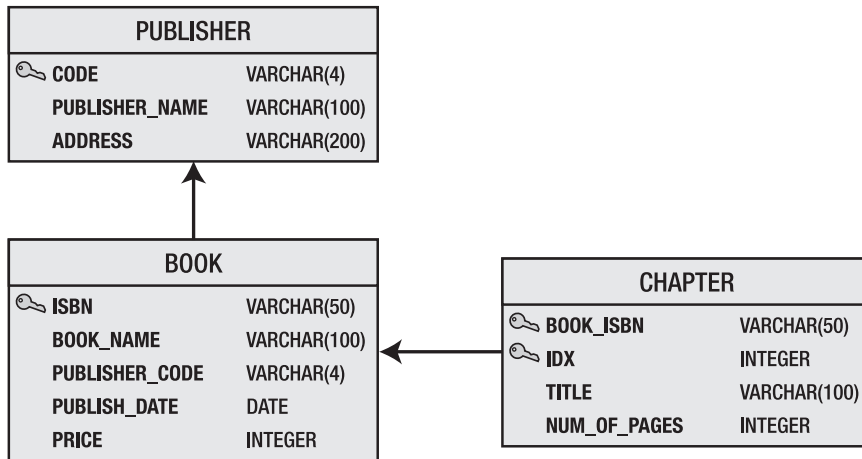 PUBLISHER
CODE VARCHAR(4)
PUBLISHER_NAME VARCHAR(100)
ADDRESS VARCHAR(200)
BOOK
ISBN VARCHAR(50)
BOOK_NAME VARCHAR(100)
PUBLISHER_CODE VARCHAR(4)
PUBLISH_DATE DATE
PRICE INTEGER
CHAPTER
BOOK_ISBN VARCHAR(50)
IDX INTEGER
TITLE VARCHAR(100)
NUM_OF_PAGES INTEGER